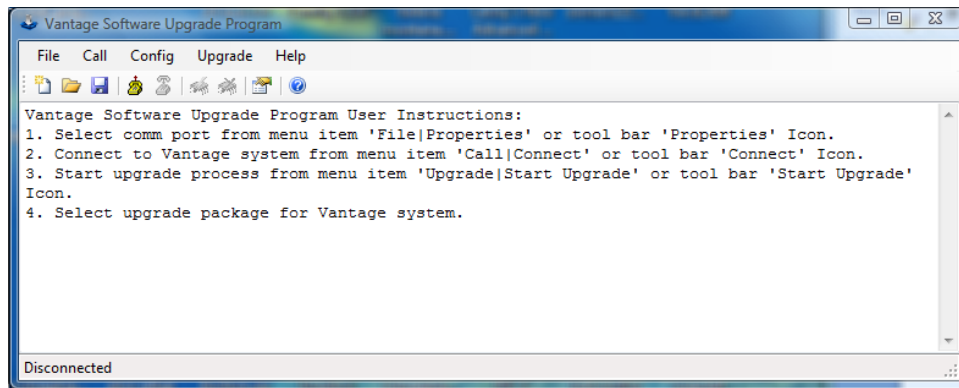 Vantage Software Upgrade Program
File Call Config Upgrade Help
Vantage Software Upgrade Program User Instructions:
1. Select comm port from menu item 'File|Properties' or tool bar 'Properties' Icon.
2. Connect to Vantage system from menu item 'Call|Connect' or tool bar 'Connect' Icon.
3. Start upgrade process from menu item 'Upgrade|Start Upgrade' or tool bar 'Start Upgrade'
Icon.
4. Select upgrade package for Vantage system.
Disconnected